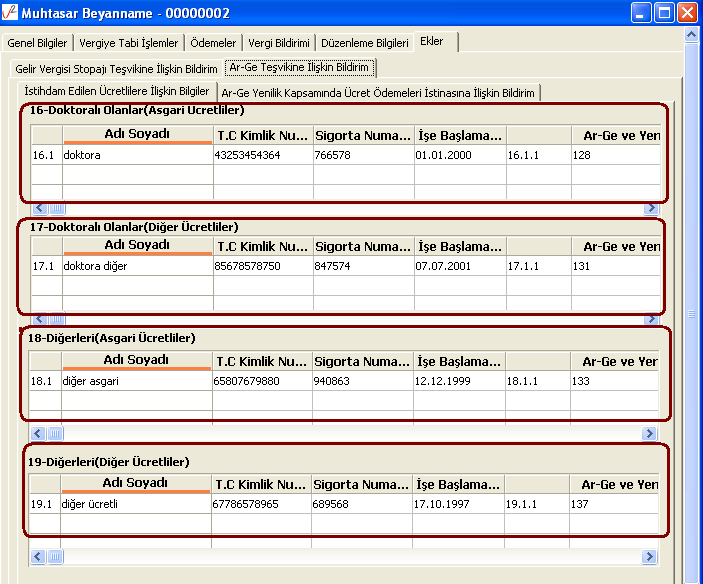 Muhtasar Beyanname - 00000002
Genel Bilgiler Vergiye Tabi İşlemler Ödemeler Vergi Bildirimi Düzenleme Bilgileri Ekler
Gelir Vergisi Stopajı Teşvikine İlişkin Bildirim Ar-Ge Teşvikine İlişkin Bildirim
İstihdam Edilen Ücretlilere İlişkin Bilgiler Ar-Ge Yenilik Kapsamında Ücret Ödemeleri İstinasına İlişkin Bildirim
16-Doktoralı Olanlar(Asgari Ücretliler)
Adı Soyadı T.C Kimlik Nu... Sigorta Numa... İşe Başlama... Ar-Ge ve Yen
16.1 doktora 43253454364 766578 01.01.2000 16.1.1 128
17-Doktoralı Olanlar(Diğer Ücretliler)
Adı Soyadı T.C Kimlik Nu... Sigorta Numa... İşe Başlama... Ar-Ge ve Yen
17.1 doktora diğer 85678578750 847574 07.07.2001 17.1.1 131
18-Diğerleri(Asgari Ücretliler)
Adı Soyadı T.C Kimlik Nu... Sigorta Numa... İşe Başlama... Ar-Ge ve Yer
18.1 diğer asgari 65807679880 940863 12.12.1999 18.1.1 133
19-Diğerleri(Diğer Ücretliler)
Adı Soyadı T.C Kimlik Nu... Sigorta Numa... İşe Başlama... Ar-Ge ve Yen
19.1 diğer ücretli 67786578965 689568 17.10.1997 19.1.1 137